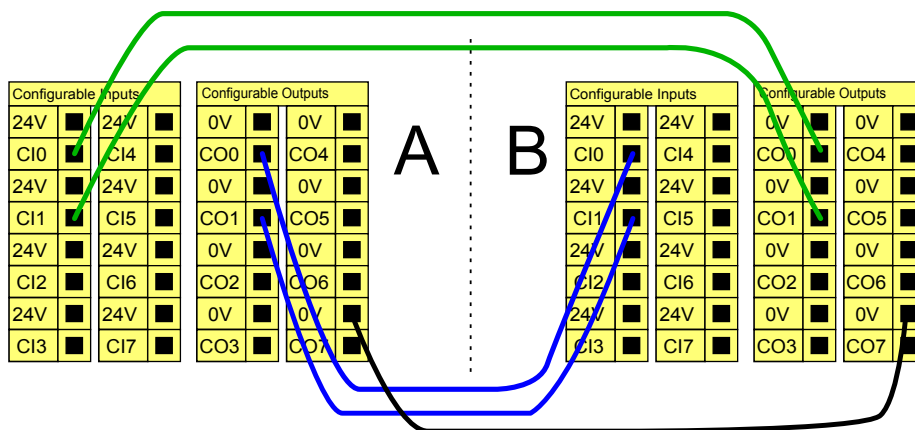 Configurable Inputs
24V 24V
CI0 CI4
24V 24V
CI1 CI5
24V 24V
CI2 CI6
24V 24V
CI3 CI7
Configurable Outputs
0V 0V
CO0 CO4
0V 0V
CO1 CO5
0V 0V
CO2 CO6
0V 0V
CO3 CO7
A
B
Configurable Inputs
24V 24V
CI0 CI4
24V 24V
CI1 CI5
24V 24V
CI2 CI6
24V 24V
CI3 CI7
Configurable Outputs
0V 0V
CO0 CO4
0V 0V
CO1 CO5
0V 0V
CO2 CO6
0V 0V
CO3 CO7